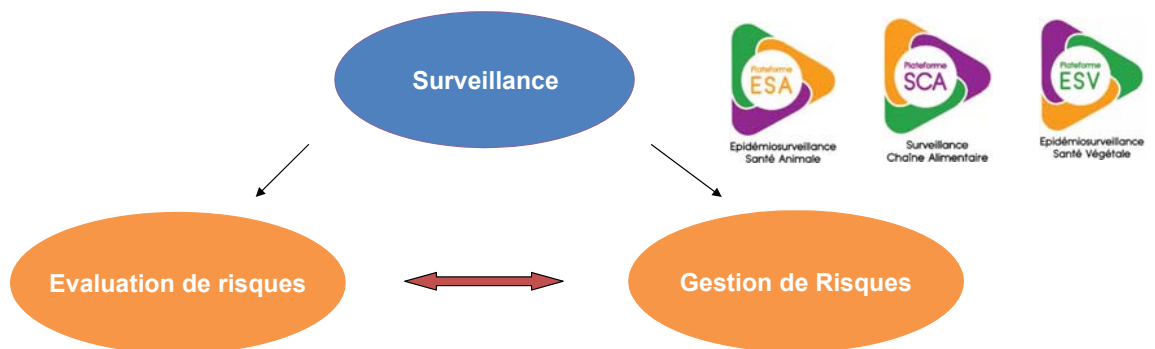 Surveillance
Plateforme
ESA
Epidémiosurveillance
Santé Animale
Plateforme
SCA
Surveillance
Chaîne Alimentaire
Plateforme
ESV
Epidémiosurveillance
Santé Végétale
Evaluation de risques
Gestion de Risques